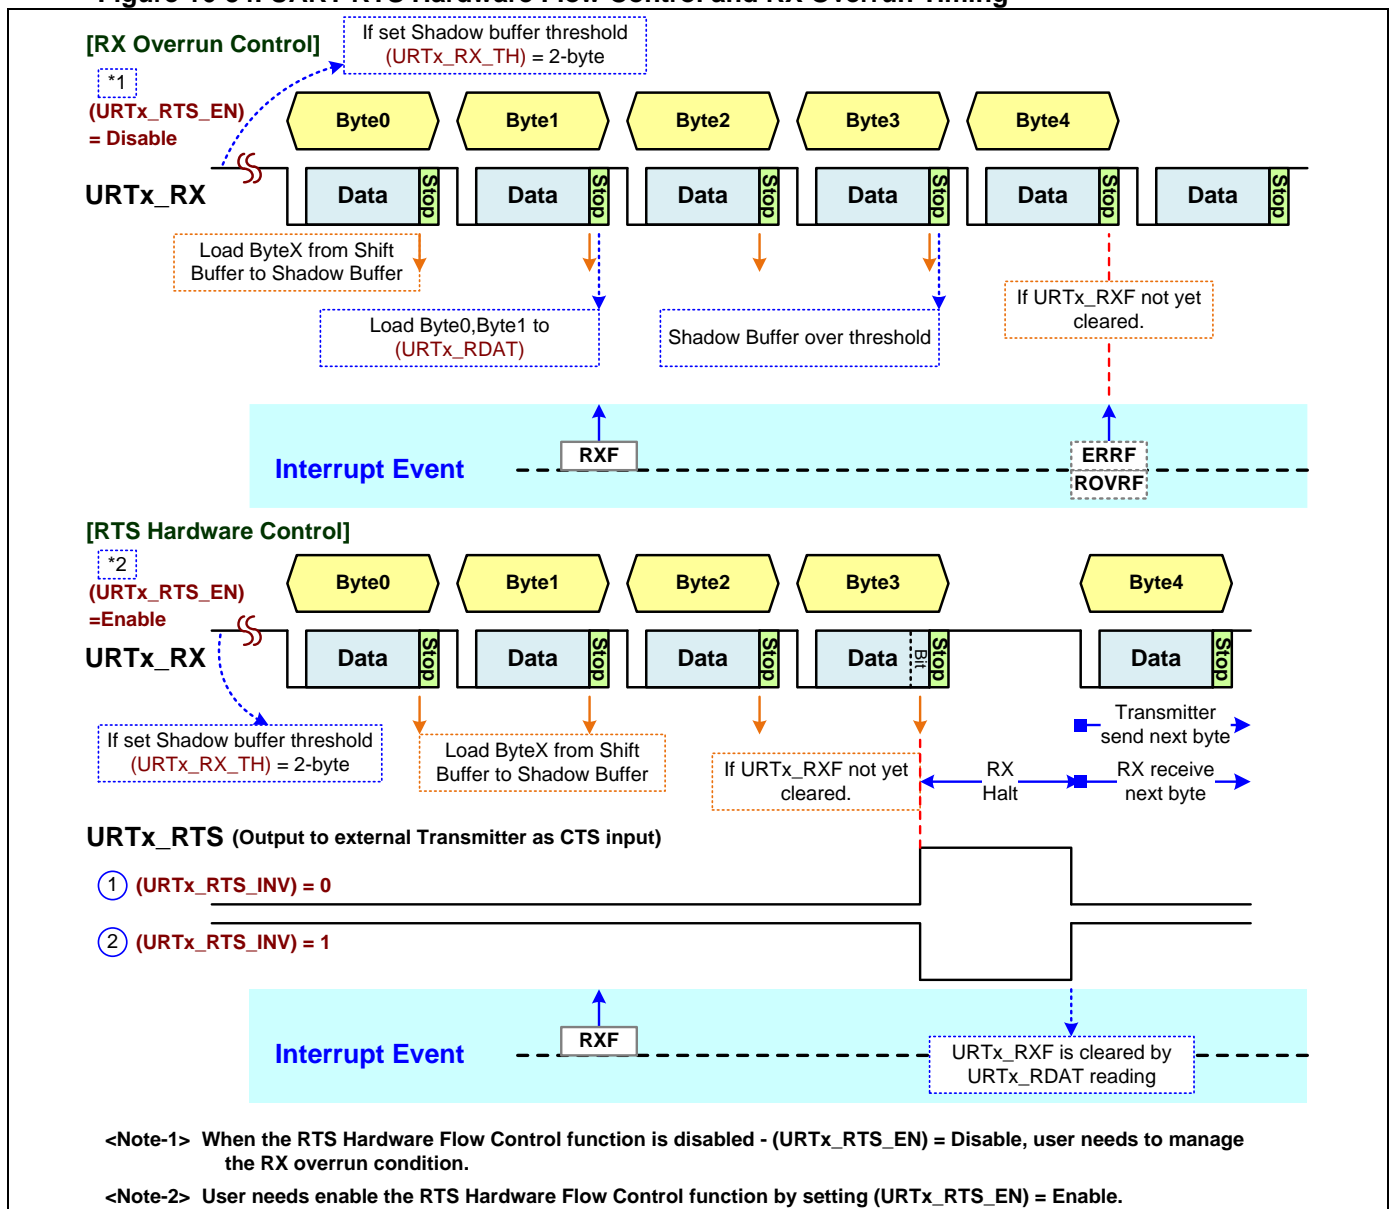 [RX Overrun Control]
If set Shadow buffer threshold
(URTx_RX_TH) = 2-byte
*1
(URTx_RTS_EN)
= Disable
Byte0
Byte1
Byte2
Byte3
Byte4
URTx_RX
Data
Stop
Data
Stop
Data
Stop
Data
Stop
Data
Stop
Data
Stop
Load ByteX from Shift
Buffer to Shadow Buffer
Load Byte0,Byte1 to
(URTx_RDAT)
Shadow Buffer over threshold
If URTx_RXF not yet
cleared.
Interrupt Event
RXF
ERRF
ROVRF
[RTS Hardware Control]
*2
(URTx_RTS_EN)
=Enable
Byte0
Byte1
Byte2
Byte3
Byte4
URTx_RX
Data
Stop
Data
Stop
Data
Stop
Data
Bit
Stop
Data
Stop
If set Shadow buffer threshold
(URTx_RX_TH) = 2-byte
Load ByteX from Shift
Buffer to Shadow Buffer
If URTx_RXF not yet
cleared.
RX
Halt
Transmitter
send next byte
RX receive
next byte
URTx_RTS (Output to external Transmitter as CTS input)
1 (URTx_RTS_INV) = 0
2 (URTx_RTS_INV) = 1
Interrupt Event
RXF
URTx_RXF is cleared by
URTx_RDAT reading
<Note-1> When the RTS Hardware Flow Control function is disabled - (URTx_RTS_EN) = Disable, user needs to manage
the RX overrun condition.
<Note-2> User needs enable the RTS Hardware Flow Control function by setting (URTx_RTS_EN) = Enable.